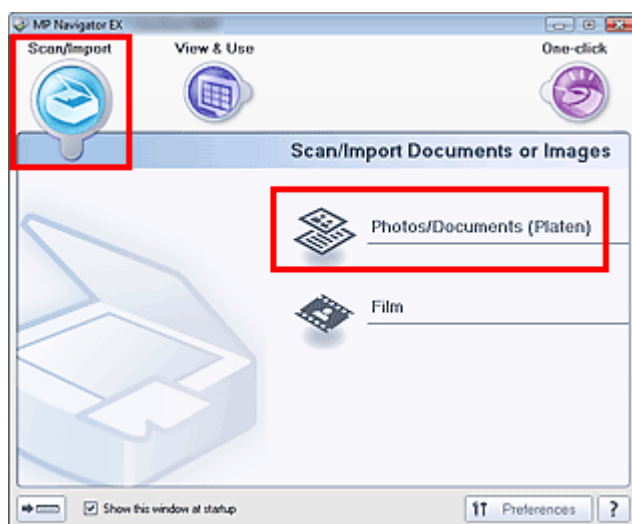 MP Navigator EX
Scan/Import View & Use One-click
Scan/Import Documents or Images
Photos/Documents (Platen)
Film
Show this window at startup
Preferences ?